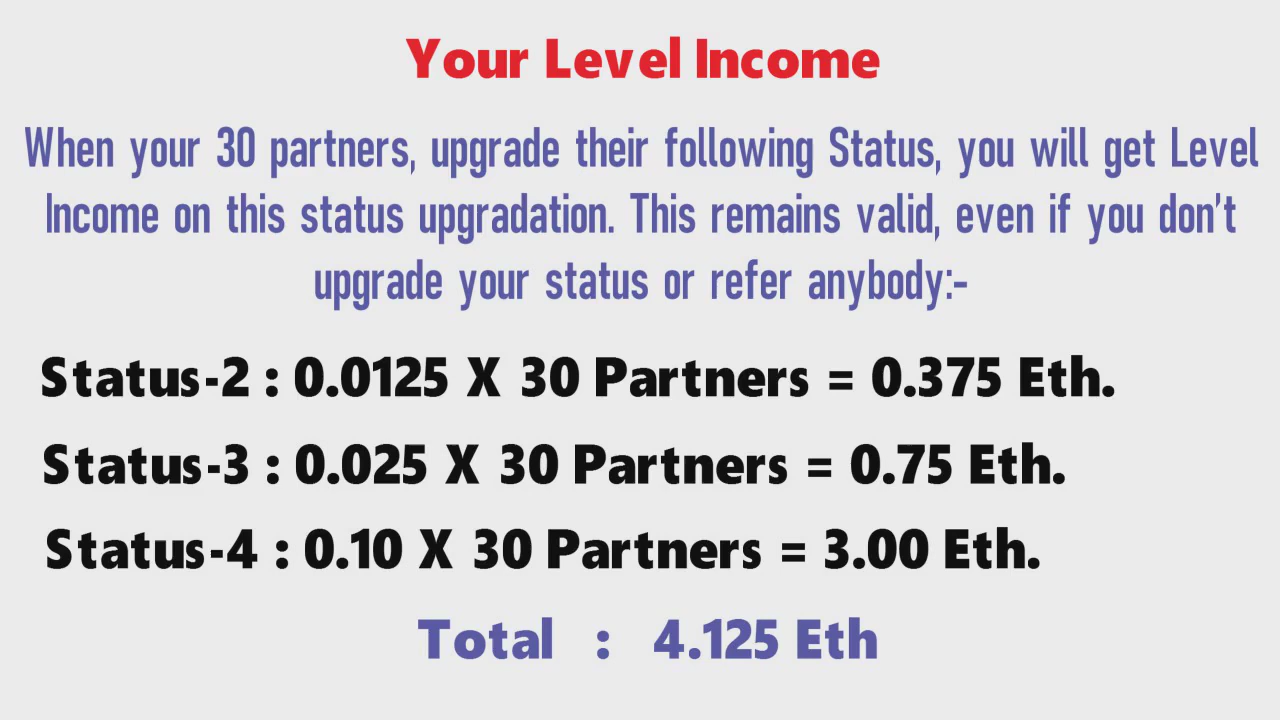 Your Level Income
When your 30 partners, upgrade their following Status, you will get Level
Income on this status upgradation. This remains valid, even if you don't
upgrade your status or refer anybody:-
Status-2 : 0.0125 X 30 Partners = 0.375 Eth.
Status-3 : 0.025 X 30 Partners = 0.75 Eth.
Status-4 : 0.10 X 30 Partners = 3.00 Eth.
Total : 4.125 Eth